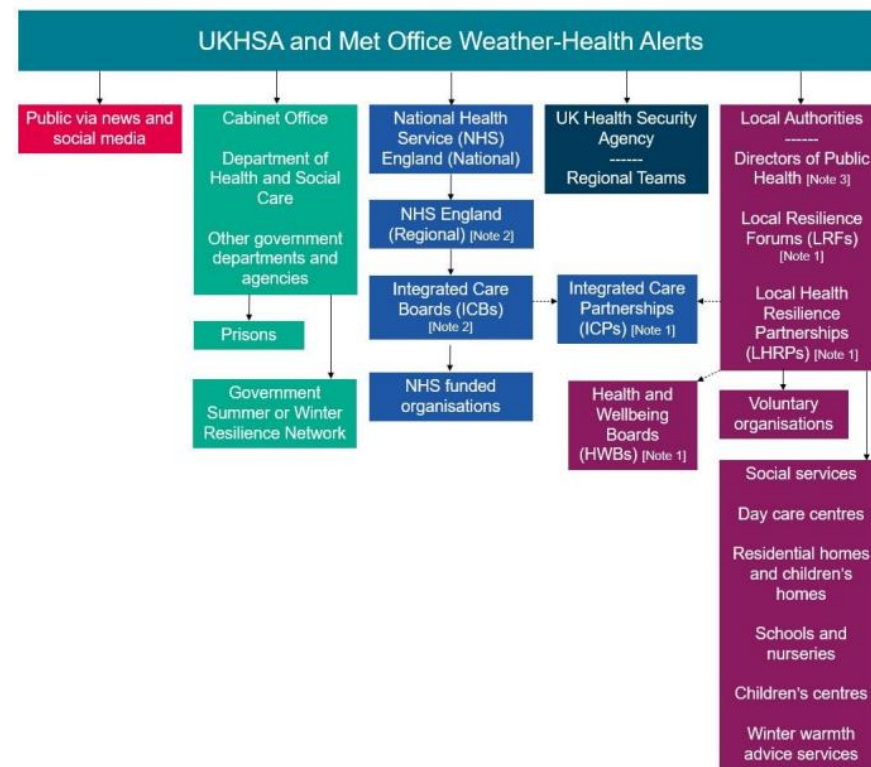 UKHSA and Met Office Weather-Health Alerts
Public via news and
social media
Cabinet Office
Department of
Health and Social
Care
Other government
departments and
agencies
Prisons
Government
Summer or Winter
Resilience Network
National Health
Service (NHS)
England (National)
NHS England
(Regional) [Note 2]
Integrated Care
Boards (ICBs)
[Note 2]
NHS funded
organisations
UK Health Security
Agency
------
Regional Teams
Integrated Care
Partnerships
(ICPs) [Note 1]
Health and
Wellbeing
Boards
(HWBs) [Note 1]
Local Authorities
------
Directors of Public
Health [Note 3]
Local Resilience
Forums (LRFs)
[Note 1]
Local Health
Resilience
Partnerships
(LHRPs) [Note 1]
Voluntary
organisations
Social services
Day care centres
Residential homes
and children's
homes
Schools and
nurseries
Children's centres
Winter warmth
advice services